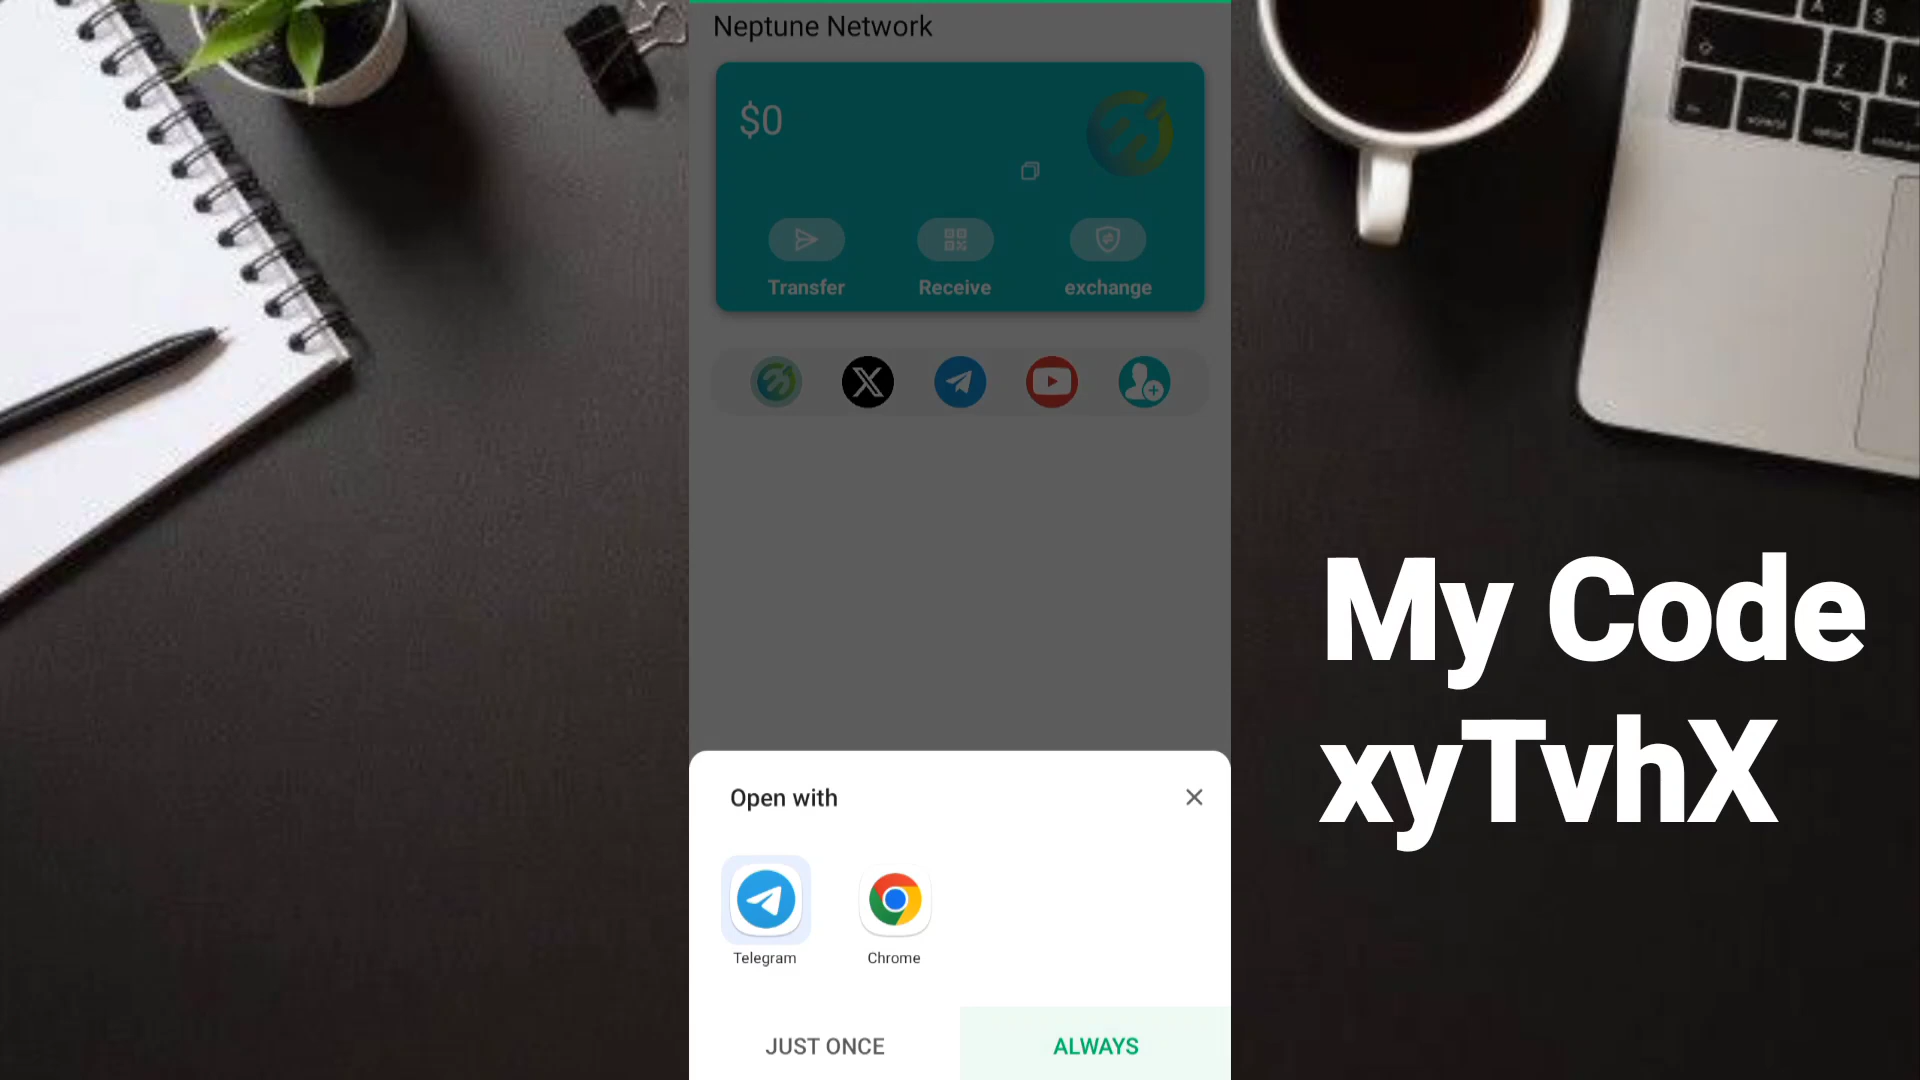 Neptune Network
$0
Transfer
Receive
exchange
Open with
Telegram
Chrome
JUST ONCE
ALWAYS
My Code
xyTvhX
A
S
Z
X